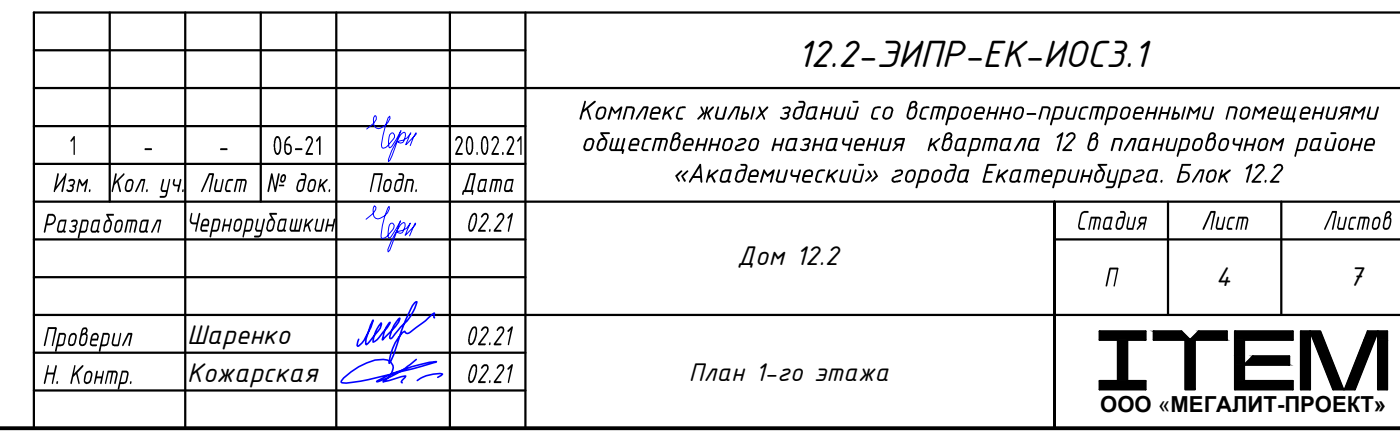 12.2-ЭИПР-ЕК-ИОС3.1
Комплекс жилых зданий со встроенно-пристроенными помещениями
общественного назначения квартала 12 в планировочном районе
«Академический» города Екатеринбурга. Блок 12.2
1 - - 06-21 Черн 20.02.21
Изм. Кол. уч. Лист № док. Подп. Дата
Разработал Чернорубашкин Черн 02.21
Дом 12.2
Стадия Лист Листов
П 4 7
Проверил Шаренко 02.21
Н. Контр. Кожарская 02.21
План 1-го этажа
ITEM
ООО «МЕГАЛИТ-ПРОЕКТ»